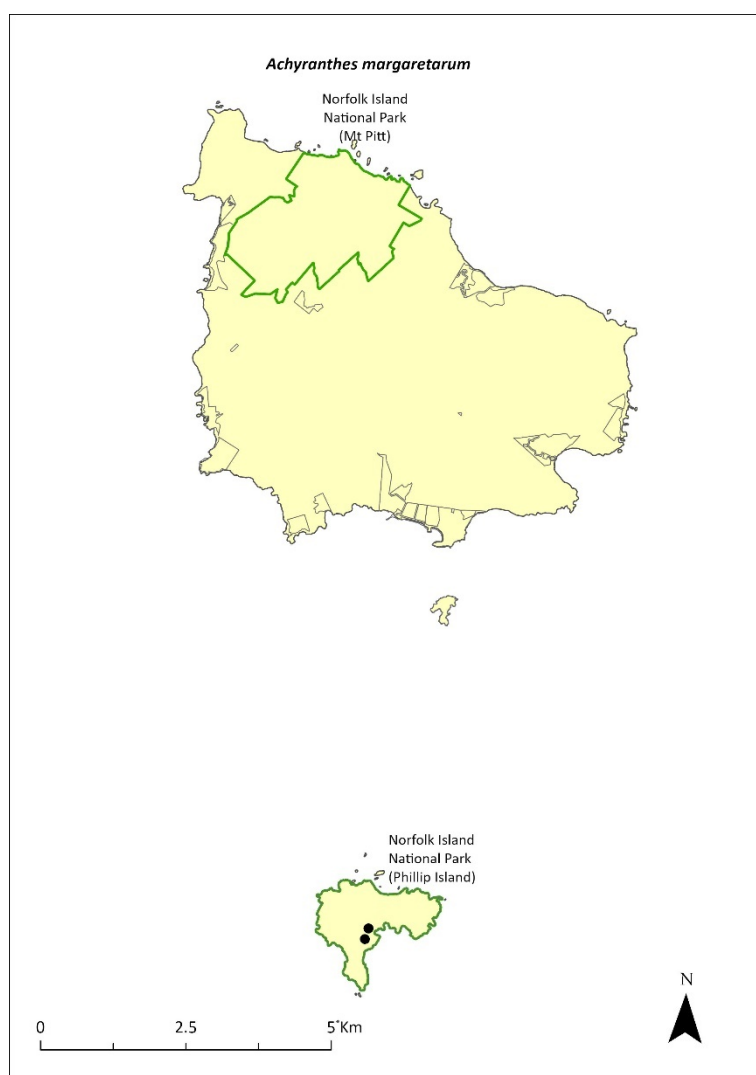 Achyranthes margaretarum
Norfolk Island
National Park
(Mt Pitt)
Norfolk Island
National Park
(Phillip Island)
N
0 2.5 5 Km